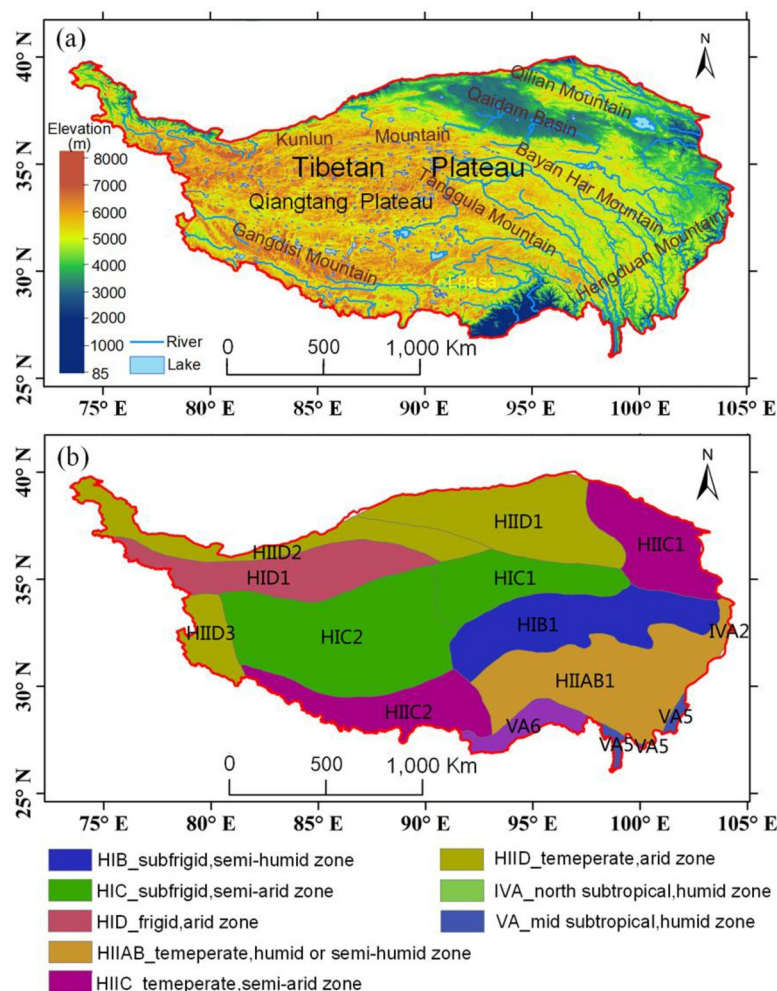 (a)
N
40° N
35° N
30° N
25° N
Elevation
(m)
8000
7000
6000
5000
4000
3000
2000
1000
85
River
Lake
Qilian Mountain
Qaidam Basin
Kunlun Mountain
Tibetan Plateau
Bayan Har Mountain
Tanggula Mountain
Qiangtang Plateau
Gangdisi Mountain
Hengduan Mountain
Lhasa
0 500 1,000 Km
75° E 80° E 85° E 90° E 95° E 100° E 105° E
(b)
N
40° N
35° N
30° N
25° N
HIID1
HIIC1
HIID2
HID1
HIC1
HIID3
HIC2
HIB1
IVA2
HIIAB1
HIIC2
VA6
VA5
VA5
VA5
0 500 1,000 Km
75° E 80° E 85° E 90° E 95° E 100° E 105° E
HIB_subfrigid,semi-humid zone
HIC_subfrigid,semi-arid zone
HID_frigid,arid zone
HIIAB_temeperate,humid or semi-humid zone
HIIC_temeperate,semi-arid zone
HIID_temeperate,arid zone
IVA_north subtropical,humid zone
VA_mid subtropical,humid zone